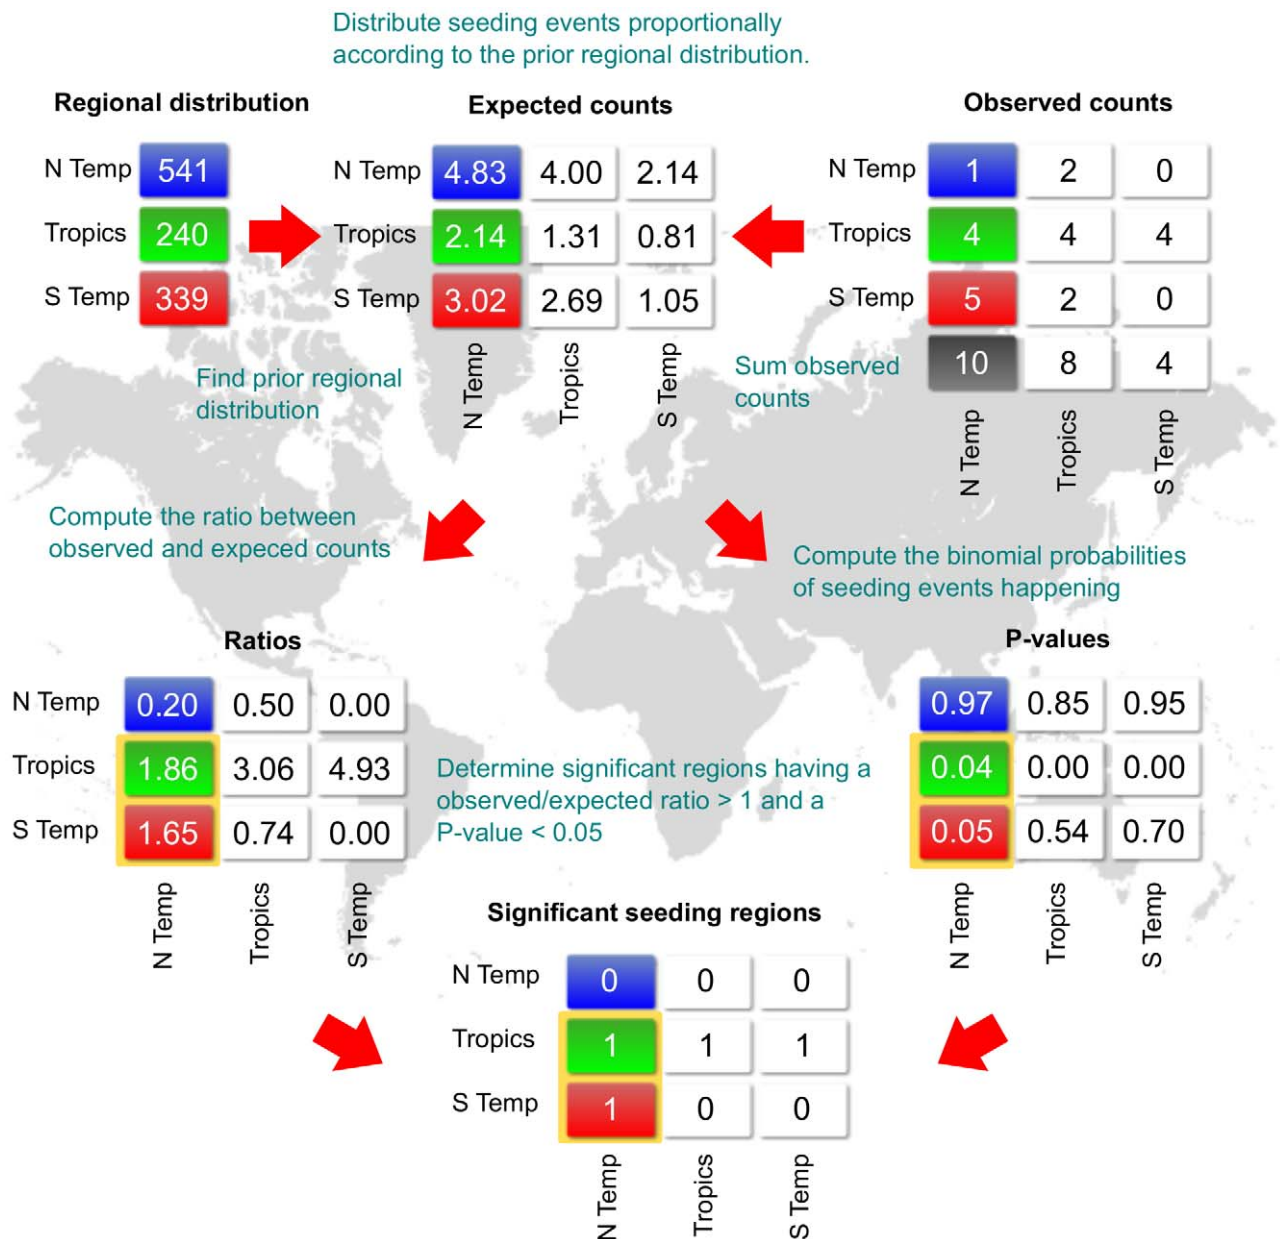 Distribute seeding events proportionally
according to the prior regional distribution.
Regional distribution
N Temp 541
Tropics 240
S Temp 339
Find prior regional
distribution
Expected counts
N Temp 4.83 4.00 2.14
Tropics 2.14 1.31 0.81
S Temp 3.02 2.69 1.05
N Temp Tropics S Temp
Observed counts
N Temp 1 2 0
Tropics 4 4 4
S Temp 5 2 0
10 8 4
N Temp Tropics S Temp
Sum observed
counts
Compute the ratio between
observed and expeced counts
Compute the binomial probabilities
of seeding events happening
Ratios
N Temp 0.20 0.50 0.00
Tropics 1.86 3.06 4.93
S Temp 1.65 0.74 0.00
N Temp Tropics S Temp
Determine significant regions having a
observed/expected ratio > 1 and a
P-value < 0.05
P-values
0.97 0.85 0.95
0.04 0.00 0.00
0.05 0.54 0.70
N Temp Tropics S Temp
Significant seeding regions
N Temp 0 0 0
Tropics 1 1 1
S Temp 1 0 0
N Temp Tropics S Temp